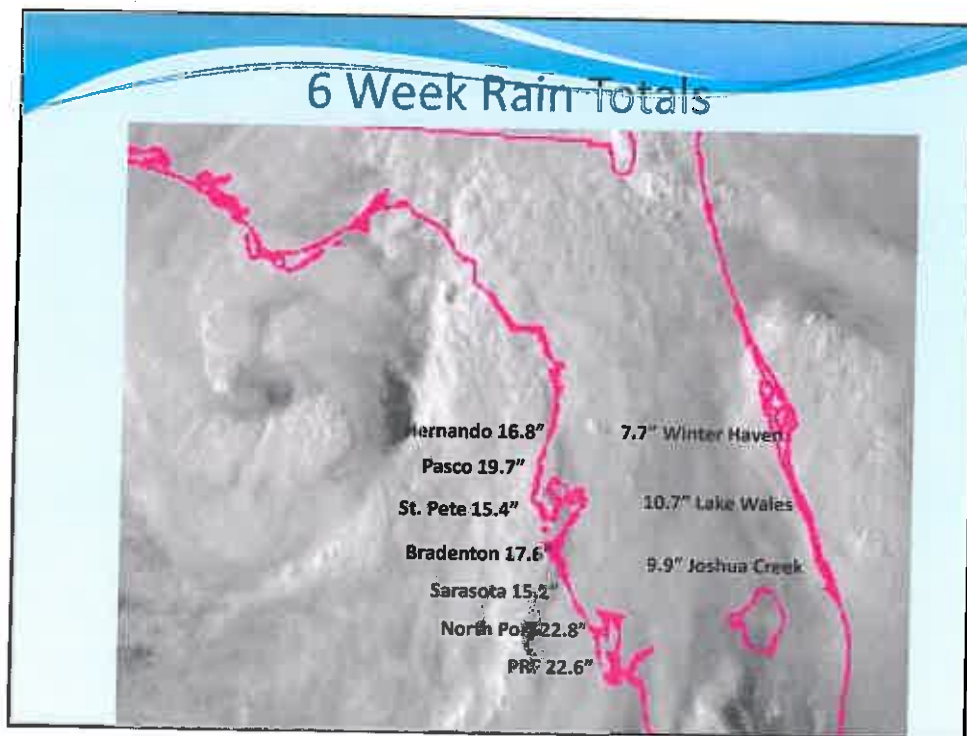 6 Week Rain Totals
Hernando 16.8"
Pasco 19.7"
St. Pete 15.4"
Bradenton 17.6"
Sarasota 15.2"
North Port 22.8"
PRF 22.6"
7.7" Winter Haven
10.7" Lake Wales
9.9" Joshua Creek